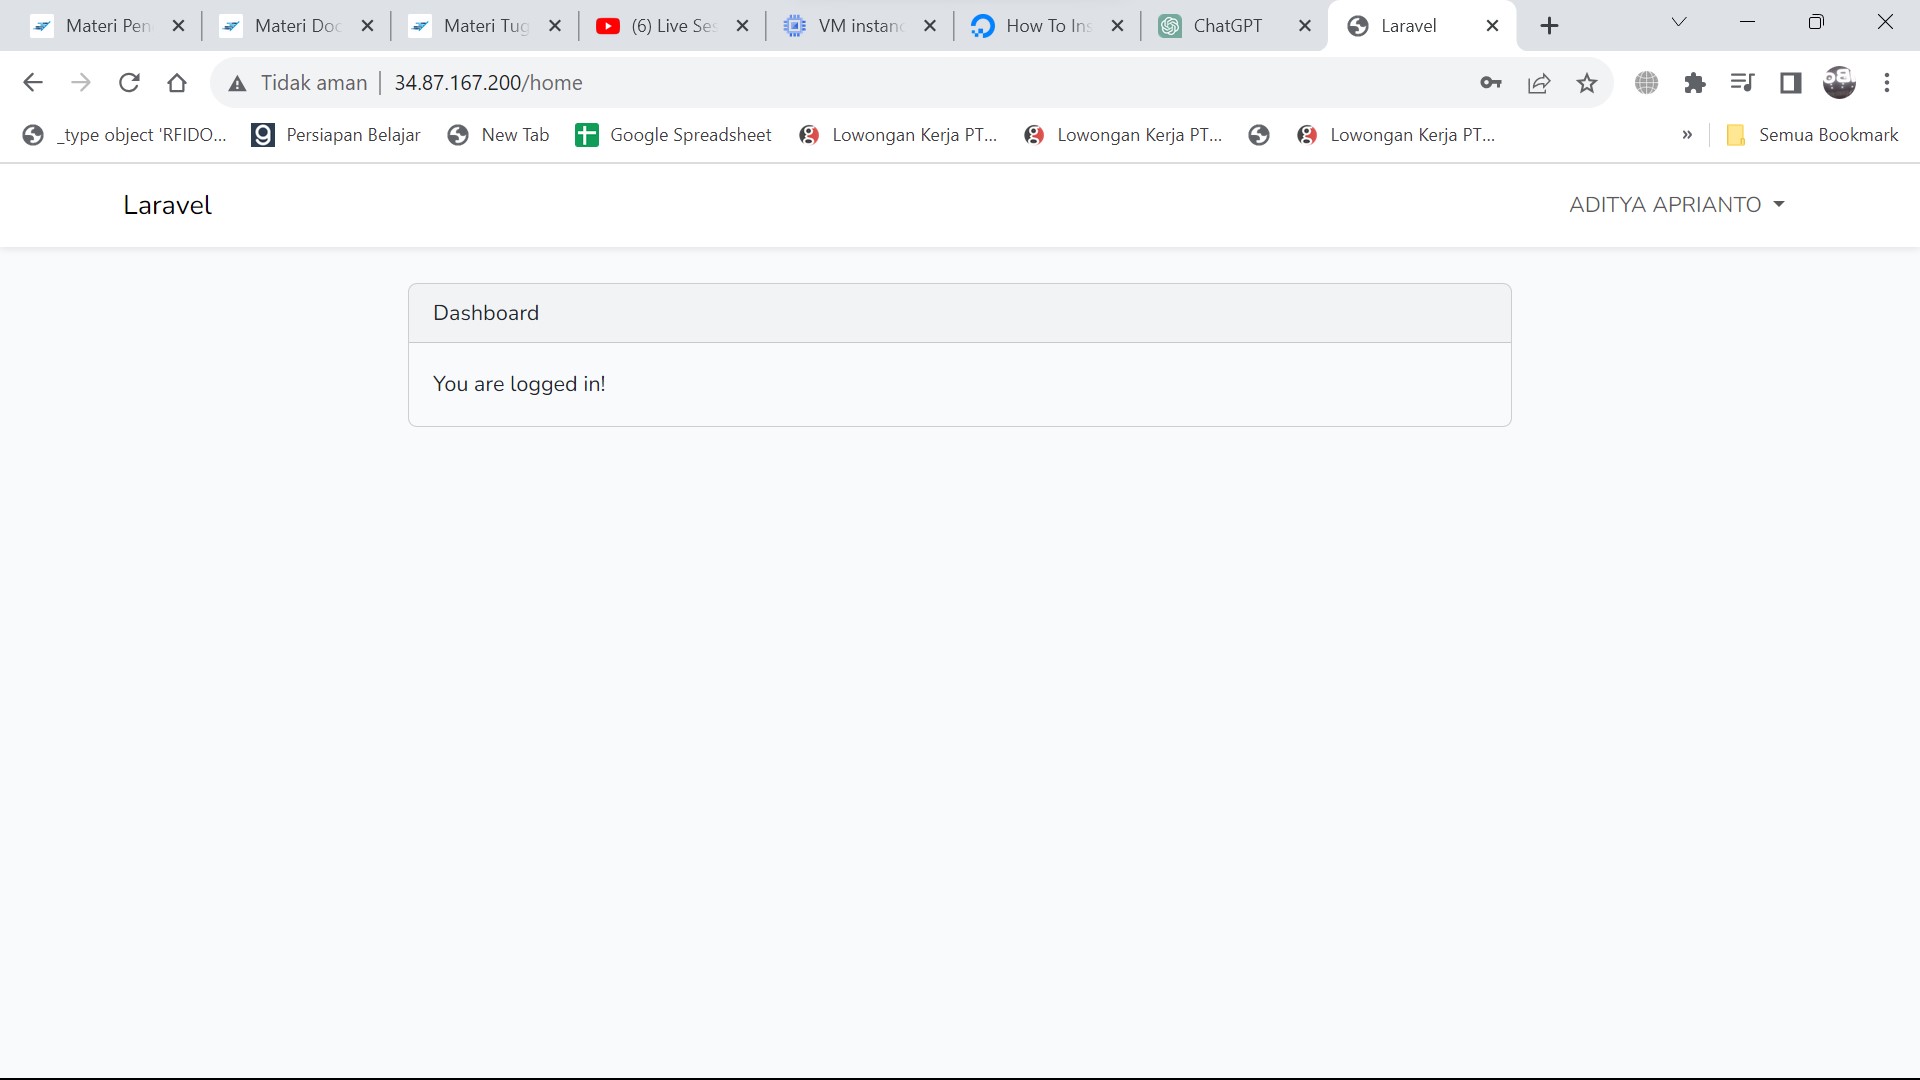 Materi Pen
Materi Doc
Materi Tug
(6) Live Ses
VM instanc
How To Ins
ChatGPT
Laravel
Tidak aman
34.87.167.200/home
_type object 'RFIDO...
Persiapan Belajar
New Tab
Google Spreadsheet
Lowongan Kerja PT...
Lowongan Kerja PT...
Lowongan Kerja PT...
»
Semua Bookmark
Laravel
ADITYA APRIANTO
Dashboard
You are logged in!